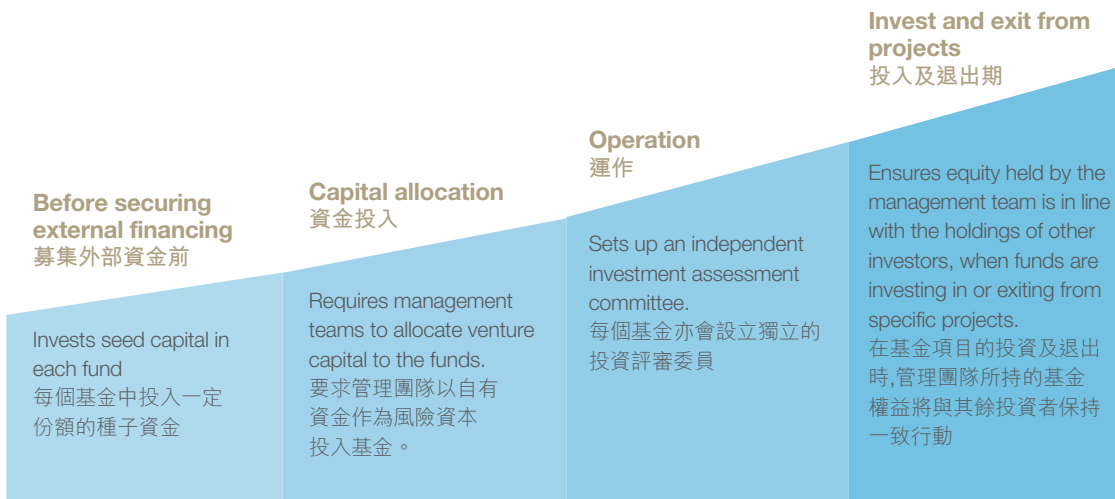 Before securing
external financing
募集外部資金前
Invests seed capital in
each fund
每個基金中投入一定
份額的種子資金
Capital allocation
資金投入
Requires management
teams to allocate venture
capital to the funds.
要求管理團隊以自有
資金作為風險資本
投入基金。
Operation
運作
Sets up an independent
investment assessment
committee.
每個基金亦會設立獨立的
投資評審委員
Invest and exit from
projects
投入及退出期
Ensures equity held by the
management team is in line
with the holdings of other
investors, when funds are
investing in or exiting from
specific projects.
在基金項目的投資及退出
時,管理團隊所持的基金
權益將與其餘投資者保持
一致行動